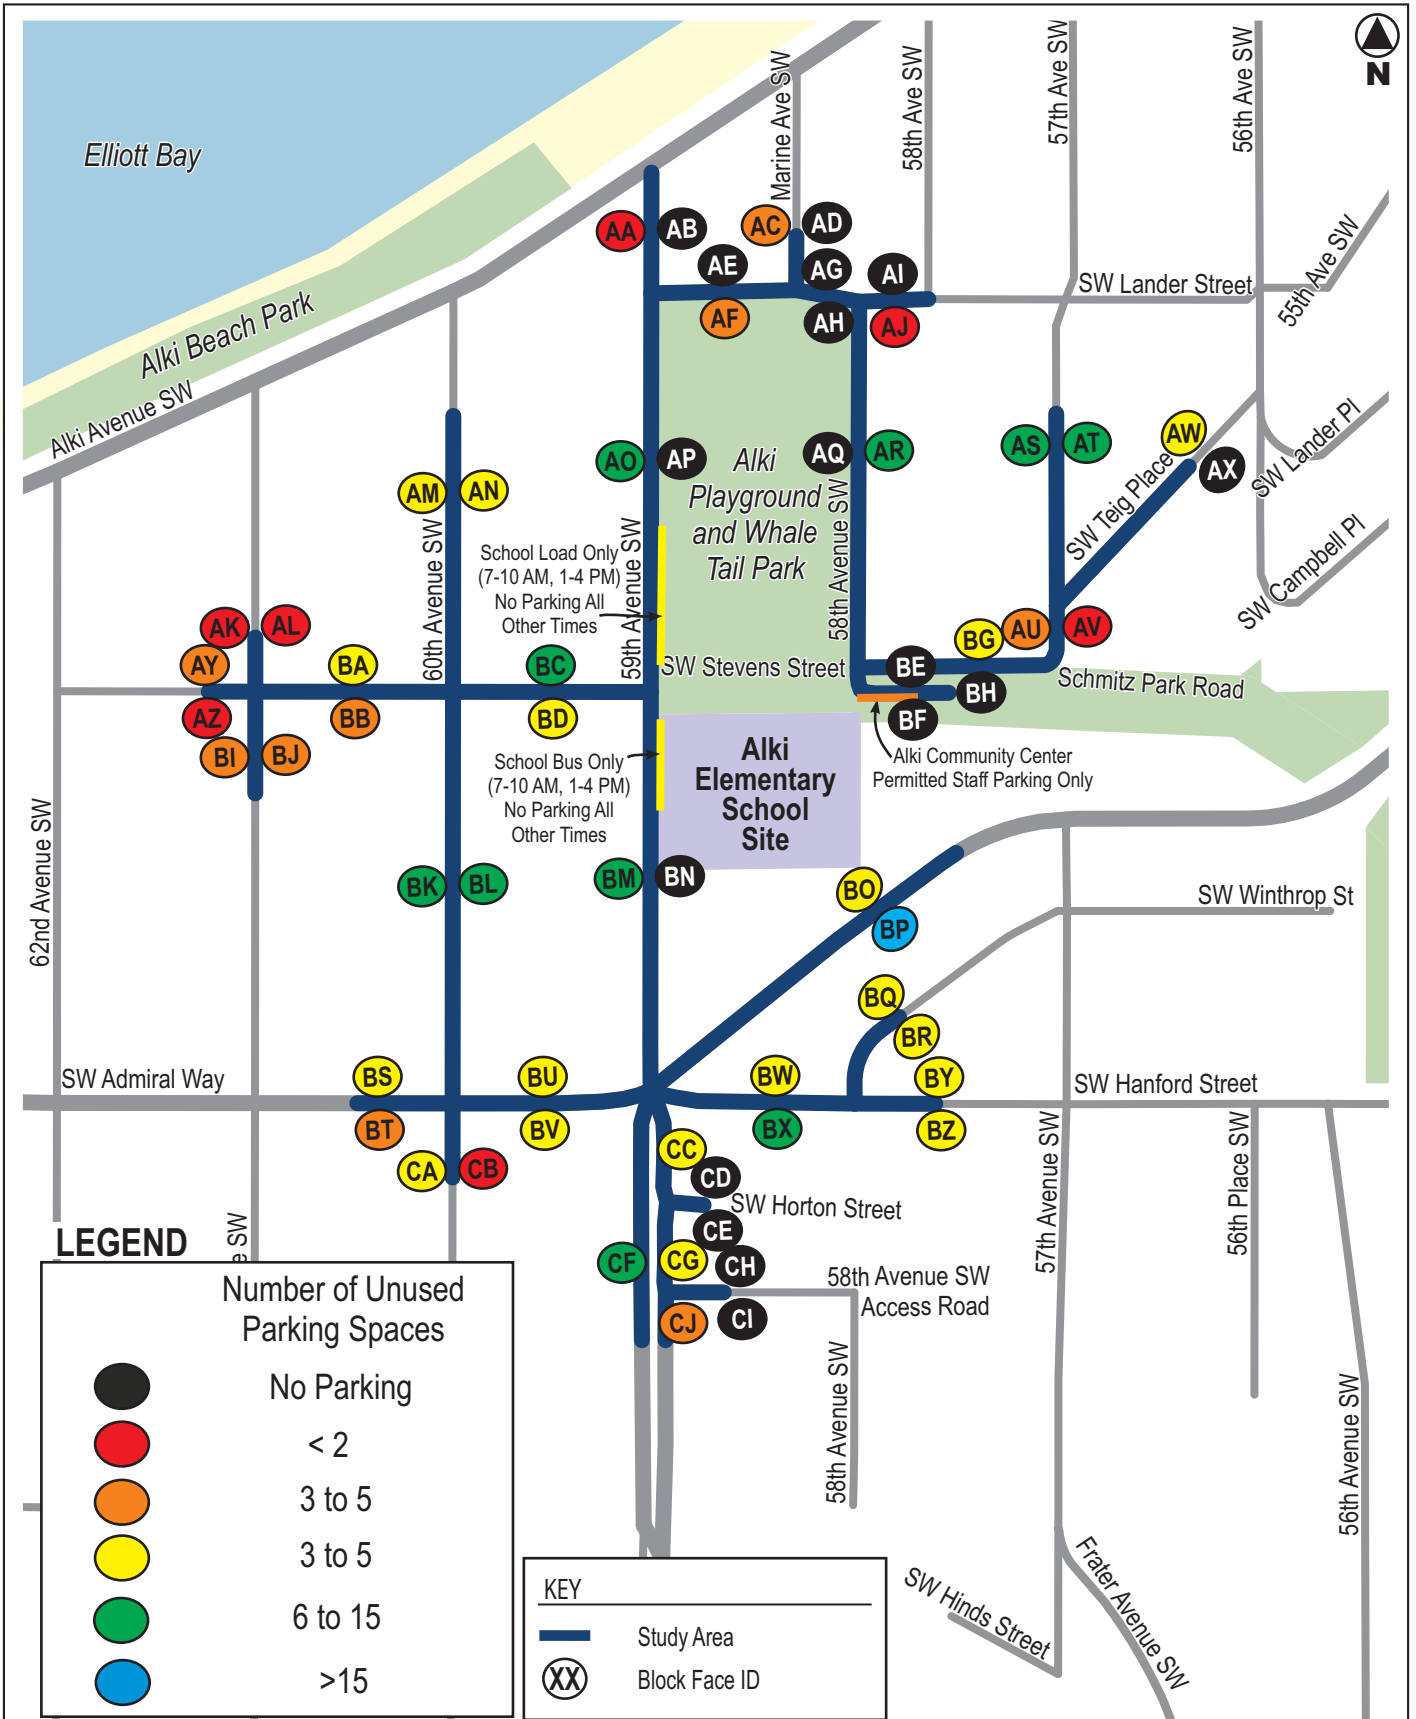 N
Elliott Bay
Alki Beach Park
Alki Avenue SW
Marine Ave SW
58th Ave SW
57th Ave SW
56th Ave SW
55th Ave SW
SW Lander Street
AA
AB
AC
AD
AE
AG
AI
AF
AH
AJ
AO
AP
AQ
AR
AS
AT
AW
AX
SW Teig Place
SW Lander Pl
SW Campbell Pl
Alki
Playground
and Whale
Tail Park
58th Avenue SW
AM
AN
60th Avenue SW
59th Avenue SW
School Load Only
(7-10 AM, 1-4 PM)
No Parking All
Other Times
AK
AL
AY
BA
BC
AZ
BB
BD
BI
BJ
SW Stevens Street
BE
BG
AU
AV
BH
BF
Schmitz Park Road
Alki Community Center
Permitted Staff Parking Only
School Bus Only
(7-10 AM, 1-4 PM)
No Parking All
Other Times
Alki
Elementary
School
Site
62nd Avenue SW
BK
BL
BM
BN
BO
BP
SW Winthrop St
BQ
BR
SW Admiral Way
BS
BU
BW
BY
SW Hanford Street
BT
BV
BX
BZ
CA
CB
CC
CD
SW Horton Street
CE
CF
CG
CH
58th Avenue SW
Access Road
CJ
CI
57th Avenue SW
56th Place SW
58th Avenue SW
56th Avenue SW
Frater Avenue SW
SW Hinds Street
e SW
LEGEND
Number of Unused
Parking Spaces
No Parking
< 2
3 to 5
3 to 5
6 to 15
>15
KEY
Study Area
XX
Block Face ID